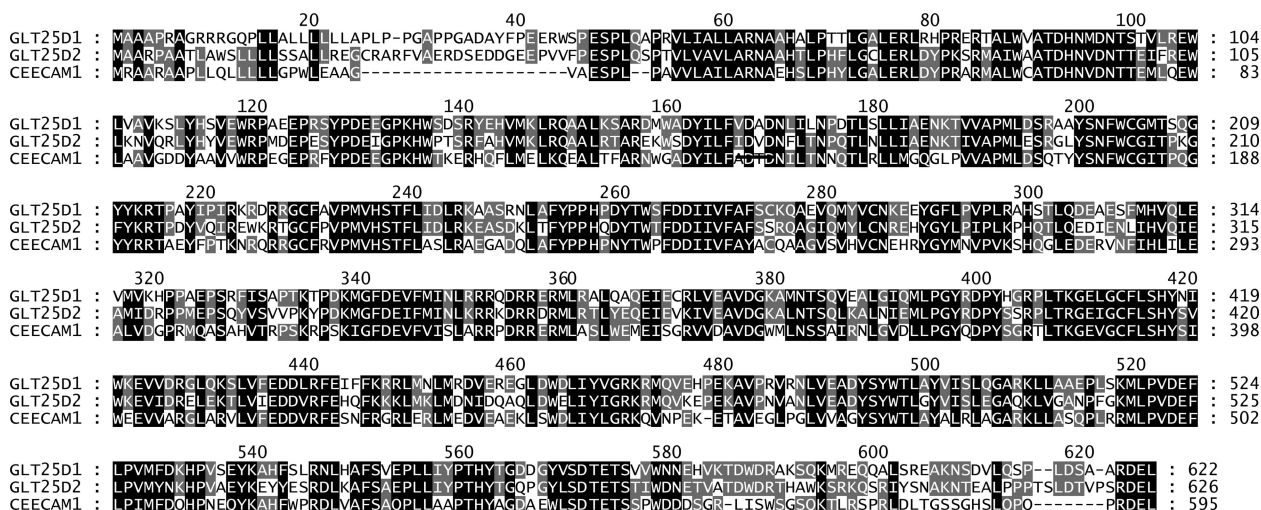 20 40 60 80 100
GLT25D1 : MAAAPRAGRRRGQPLLALLLLLLAPLP-PGAPPGADAYFPEERWSPESPLQAPRVLIALLARNAAHALPTTLGALERLRHPRERTALWVATDHNMDNTSTVLREW : 104
GLT25D2 : MAARPAATLAWSLLLLSSALLREGCRARFVAERDSEDDGEEPVVFPESPLQSPTVLVAVLARNAAHTLPHFLGCLERLDYPKSRMAIWAATDHNVDNTTEIFREW : 105
CEECAM1 : MRAARAAPLLQLLLLLGPWLEAAG--------------------VAESPL--PAVVLAILARNAEHSLPHYLGALERLDYPRARMALWCATDHNVDNTTEMLQEW : 83
120 140 160 180 200
GLT25D1 : LVAVKSLYHSVEWRPAEEPRSYPDEEGPKHWSDSRYEHVMKLRQAALKSARDMWADYILFVDADNLILNPDTLSLLIAENKTVVAPMLDSRAAYSNFWCGMTSQG : 209
GLT25D2 : LKNVQRLYHYVEWRPMDEPESYPDEIGPKHWPTSRFAHVMKLRQAALRTAREKWSDYILFIDVDNFLTNPQTLNLLIAENKTIVAPMLESRGLYSNFWCGITPKG : 210
CEECAM1 : LAAVGDDYAAVVWRPEGEPRFYPDEEGPKHWTKERHQFLMELKQEALTFARNWGADYILFADTDNILTNNQTLRLLMGQGLPVVAPMLDSQTYYSNFWCGITPQG : 188
220 240 260 280 300
GLT25D1 : YYKRTPAYIPIRKRDRRGCFAVPMVHSTFLIDLRKAASRNLAFYPPHPDYTWSFDDIIVFAFSCKQAEVQMYVCNKEEYGFLPVPLRAHSTLQDEAESFMHVQLE : 314
GLT25D2 : FYKRTPDYVQIREWKRTGCFPVPMVHSTFLIDLRKEASDKLTFYPPHQDYTWTFDDIIVFAFSSRQAGIQMYLCNREHYGYLPIPLKPHQTLQEDIENLIHVQIE : 315
CEECAM1 : YYRRTAEYFPTKNRQRRGCFRVPMVHSTFLASLRAEGADQLAFYPPHPNYTWPFDDIIVFAYACQAAGVSVHVCNEHRYGYMNVPVKSHQGLEDERVNFIHLILE : 293
320 340 360 380 400 420
GLT25D1 : VMVKHPPAEPSRFISAPTKTPDKMGFDEVFMINLRRRQDRRERMLRALQAQEIECRLVEAVDGKAMNTSQVEALGIQMLPGYRDPYHGRPLTKGELGCFLSHYNI : 419
GLT25D2 : AMIDRPPMEPSQYVSVVPKYPDKMGFDEIFMINLKRRKDRRDRMLRTLYEQEIEVKIVEAVDGKALNTSQLKALNIEMLPGYRDPYSSRPLTRGEIGCFLSHYSV : 420
CEECAM1 : ALVDGPRMQASAHVTRPSKRPSKIGFDEVFVISLARRPDRRERMLASLWEMEISGRVVDAVDGWMLNSSAIRNLGVDLLPGYQDPYSGRTLTKGEVGCFLSHYSI : 398
440 460 480 500 520
GLT25D1 : WKEVVDRGLQKSLVFEDDLRFEIFFKRRLMNLMRDVEREGLDWDLIYVGRKRMQVEHPEKAVPRVRNLVEADYSYWTLAYVISLQGARKLLAAEPLSKMLPVDEF : 524
GLT25D2 : WKEVIDRELEKTLVIEDDVRFEHQFKKKLMKLMDNIDQAQLDWELIYIGRKRMQVKEPEKAVPNVANLVEADYSYWTLGYVISLEGAQKLVGANPFGKMLPVDEF : 525
CEECAM1 : WEEVVARGLARVLVFEDDVRFESNFRGRLERLMEDVEAEKLSWDLIYLGRKQVNPEK-ETAVEGLPGLVVAGYSYWTLAYALRLAGARKLLASQPLRRMLPVDEF : 502
540 560 580 600 620
GLT25D1 : LPVMFDKHPVSEYKAHFSLRNLHAFSVEPLLIYPTHYTGDDGYVSDTETSVVWNNEHVKTDWDRAKSQKMREQQALSREAKNSDVLQSP--LDSA-ARDEL : 622
GLT25D2 : LPVMYNKHPVAEYKEYYESRDLKAFSAEPLLIYPTHYTGQPGYLSDTETSTIWDNETVATDWDRTHAWKSRKQSRIYSNAKNTEALPPPTSLDTVPSRDEL : 626
CEECAM1 : LPIMFDQHPNEQYKAHFWPRDLVAFSAQPLLAAPTHYAGDAEWLSDTETSSPWDDDSGR-LISWSGSQKTLRSPRLDLTGSSGHSLQPQ-------PRDEL : 595